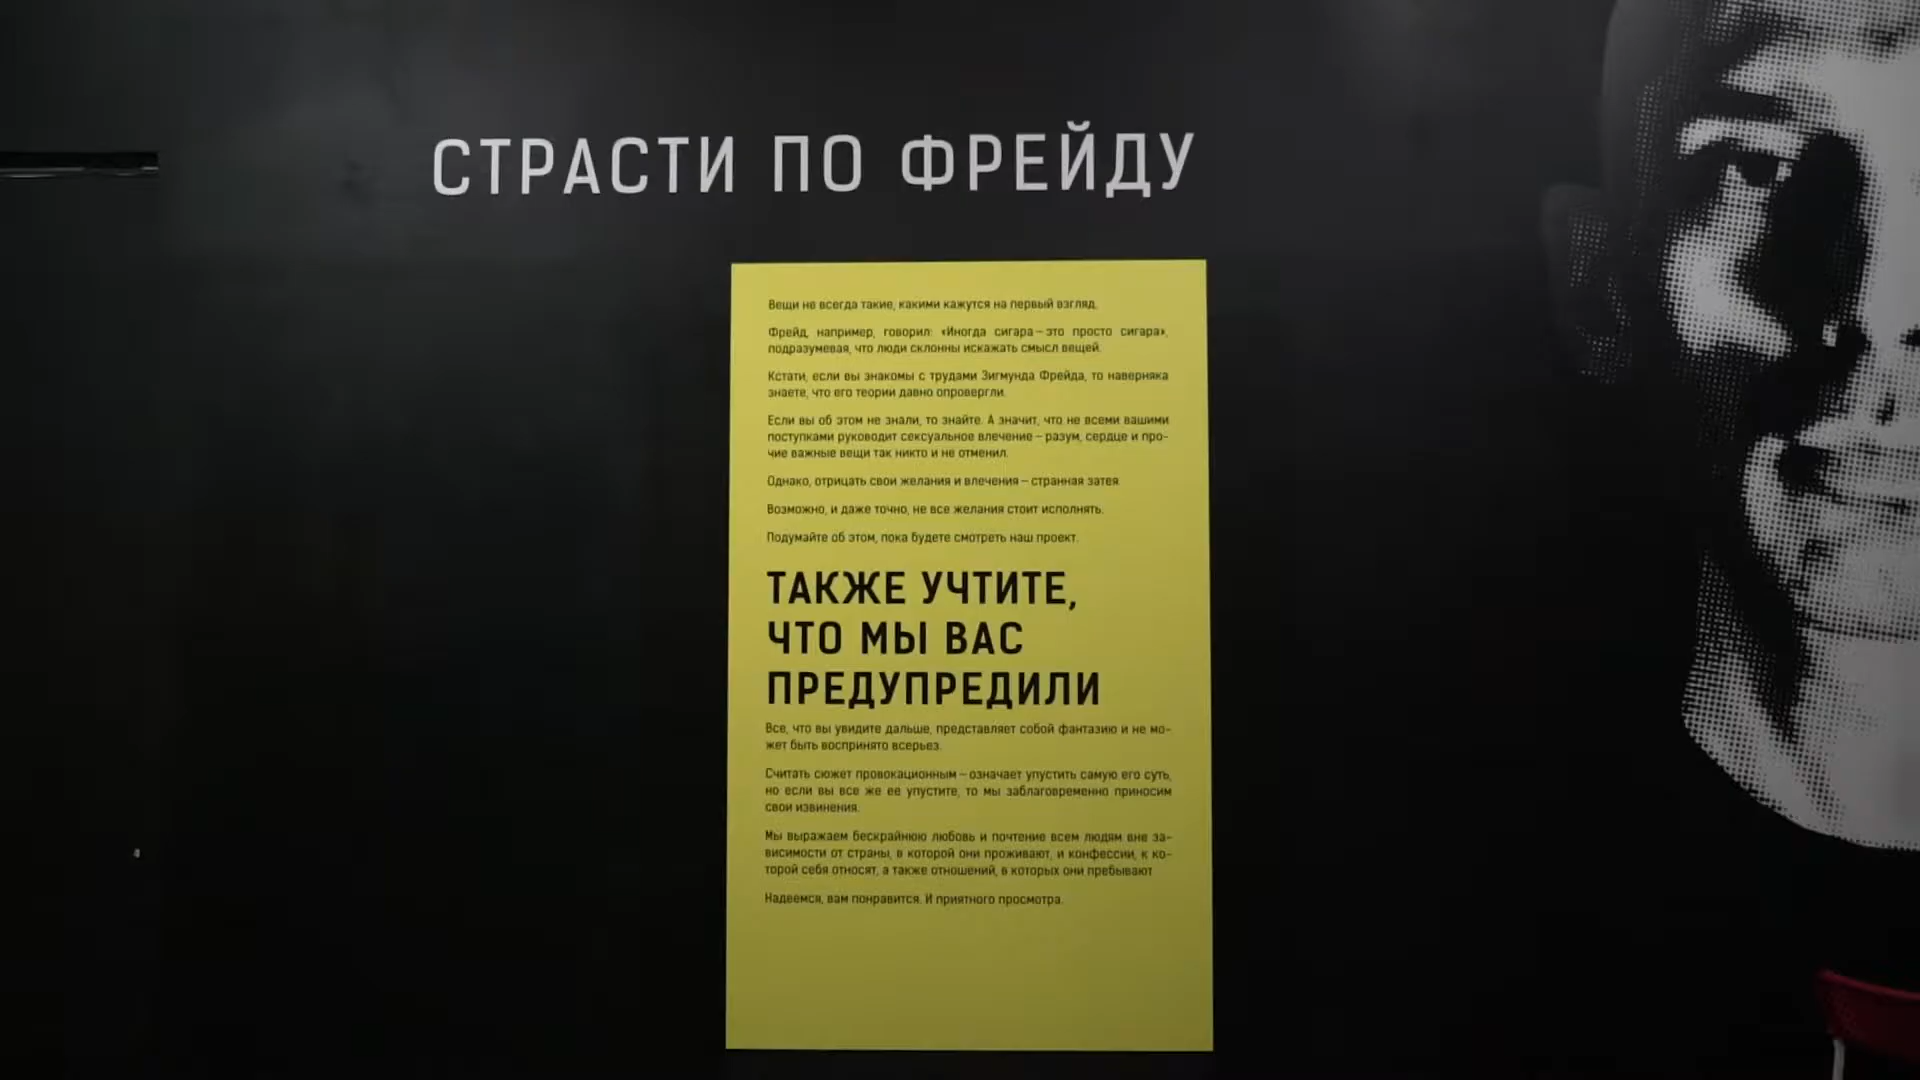 СТРАСТИ ПО ФРЕЙДУ
Вещи не всегда такие, какими кажутся на первый взгляд.
Фрейд, например, говорил: «Иногда сигара – это просто сигара»,
подразумевая, что люди склонны искажать смысл вещей.
Кстати, если вы знакомы с трудами Зигмунда Фрейда, то наверняка
знаете, что его теории давно опровергли.
Если вы об этом не знали, то знайте. А значит, что не всеми вашими
поступками руководит сексуальное влечение – разум, сердце и про-
чие важные вещи так никто и не отменил.
Однако, отрицать свои желания и влечения – странная затея.
Возможно, и даже точно, не все желания стоит исполнять.
Подумайте об этом, пока будете смотреть наш проект.
ТАКЖЕ УЧТИТЕ,
ЧТО МЫ ВАС
ПРЕДУПРЕДИЛИ
Все, что вы увидите дальше, представляет собой фантазию и не мо-
жет быть воспринято всерьез.
Считать сюжет провокационным – означает упустить самую его суть,
но если вы все же ее упустите, то мы заблаговременно приносим
свои извинения.
Мы выражаем бескрайнюю любовь и почтение всем людям вне за-
висимости от страны, в которой они проживают, и конфессии, к ко-
торой себя относят, а также отношений, в которых они пребывают
Надеемся, вам понравится. И приятного просмотра.